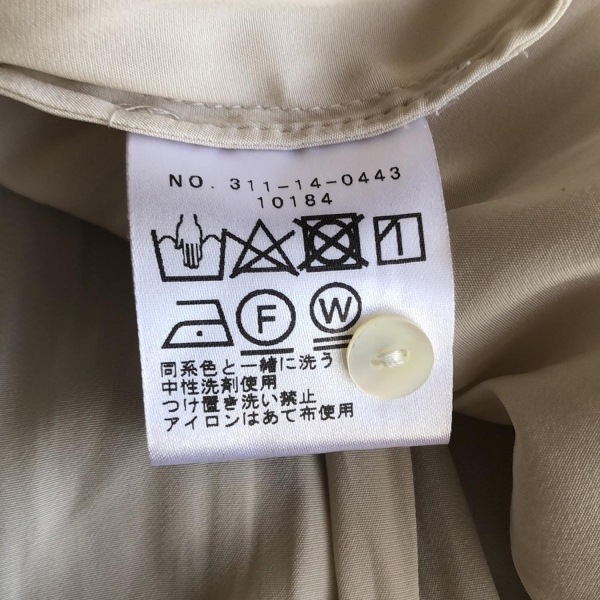 NO. 311-14-0443
10184
F W
同系色と一緒に洗う
中性洗剤使用
つけ置き洗い禁止
アイロンはあて布使用